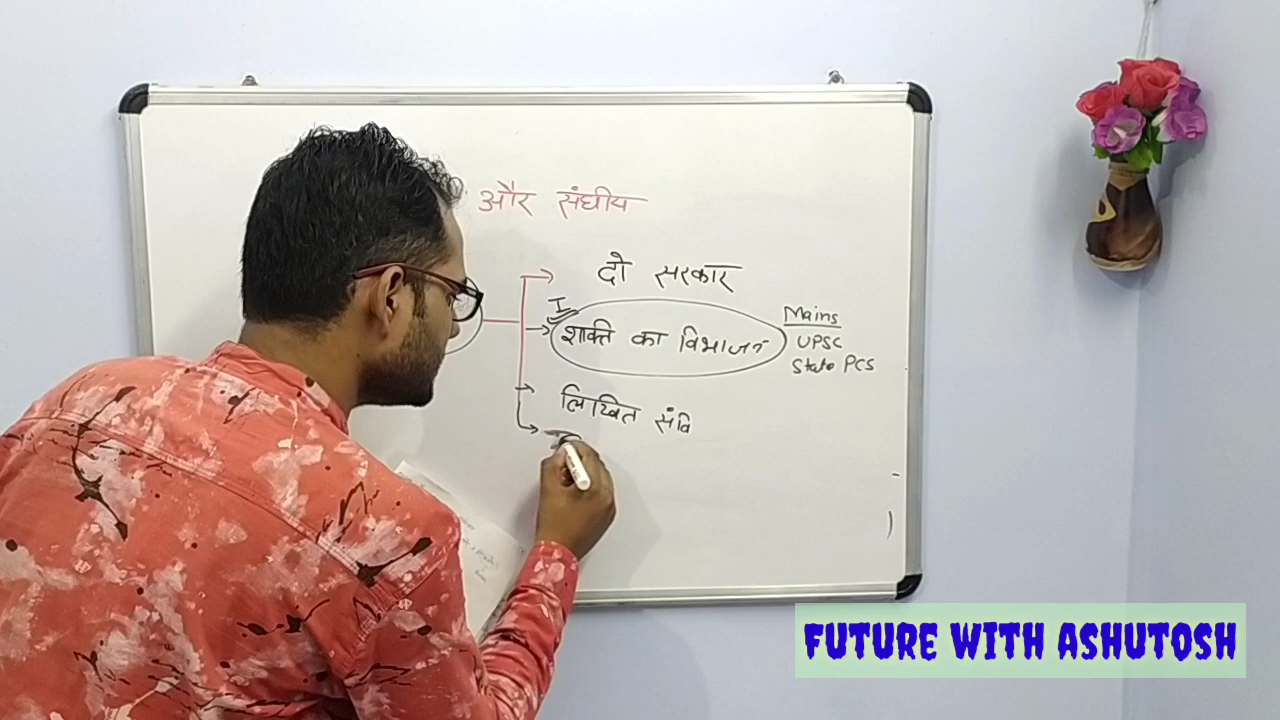 और संघीय
दो सरकार
I
शक्ति का विभाजन
Mains
UPSC
State PCS
लिखित संवि
FUTURE WITH ASHUTOSH